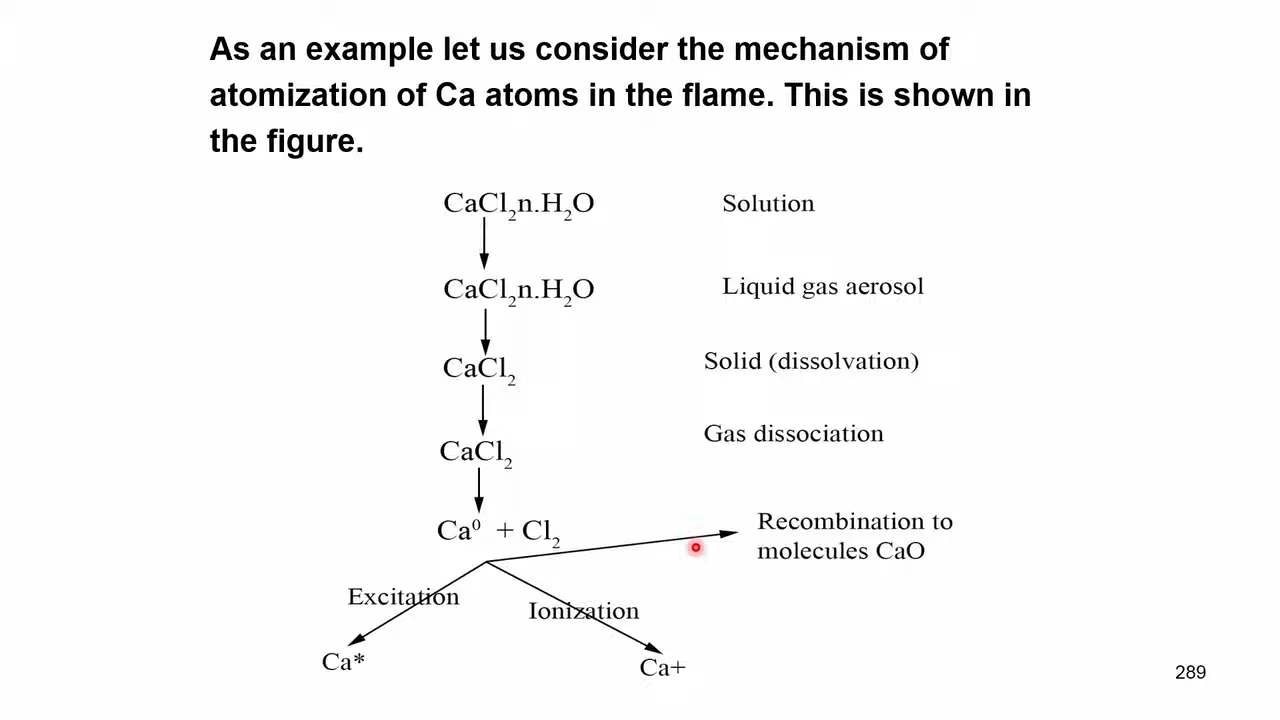 As an example let us consider the mechanism of
atomization of Ca atoms in the flame. This is shown in
the figure.
CaCl₂n.H₂O Solution
CaCl₂n.H₂O Liquid gas aerosol
CaCl₂ Solid (dissolvation)
Gas dissociation
CaCl₂
Ca⁰ + Cl₂ Recombination to
molecules CaO
Excitation Ionization
Ca* Ca+
289